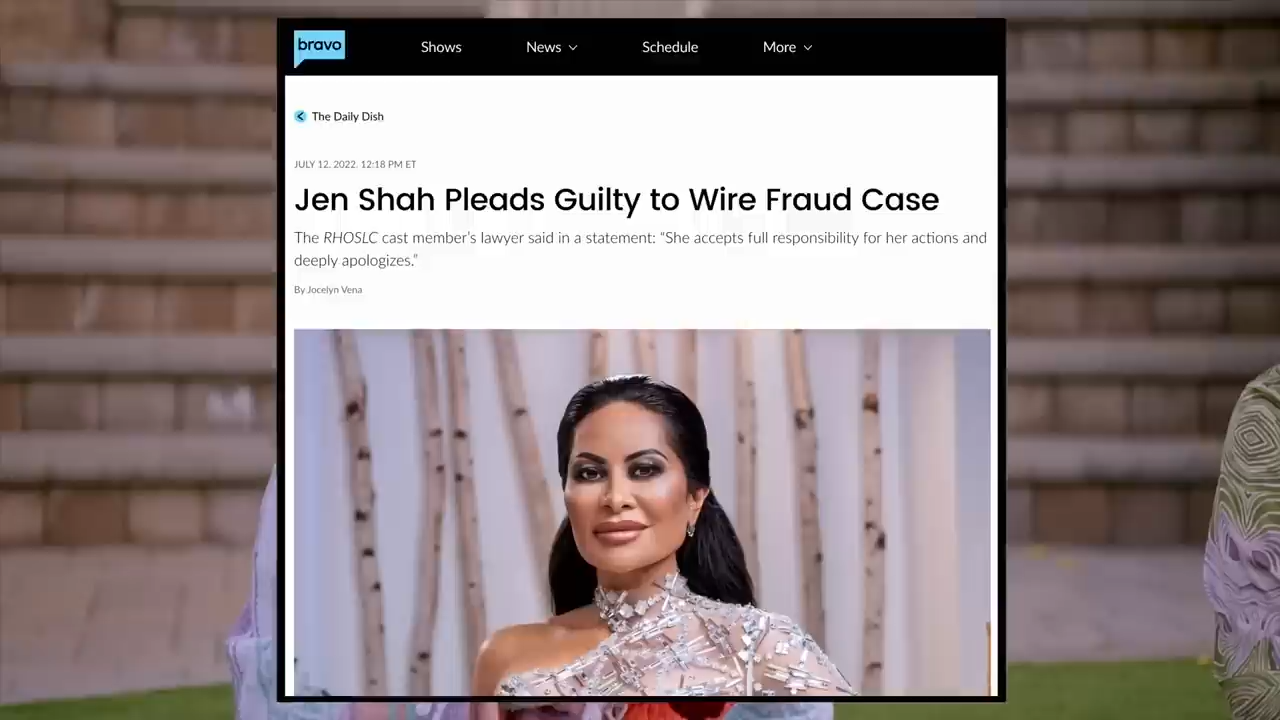 bravo
Shows News Schedule More
The Daily Dish
JULY 12, 2022, 12:18 PM ET
Jen Shah Pleads Guilty to Wire Fraud Case
The RHOSLC cast member's lawyer said in a statement: “She accepts full responsibility for her actions and
deeply apologizes.”
By Jocelyn Vena